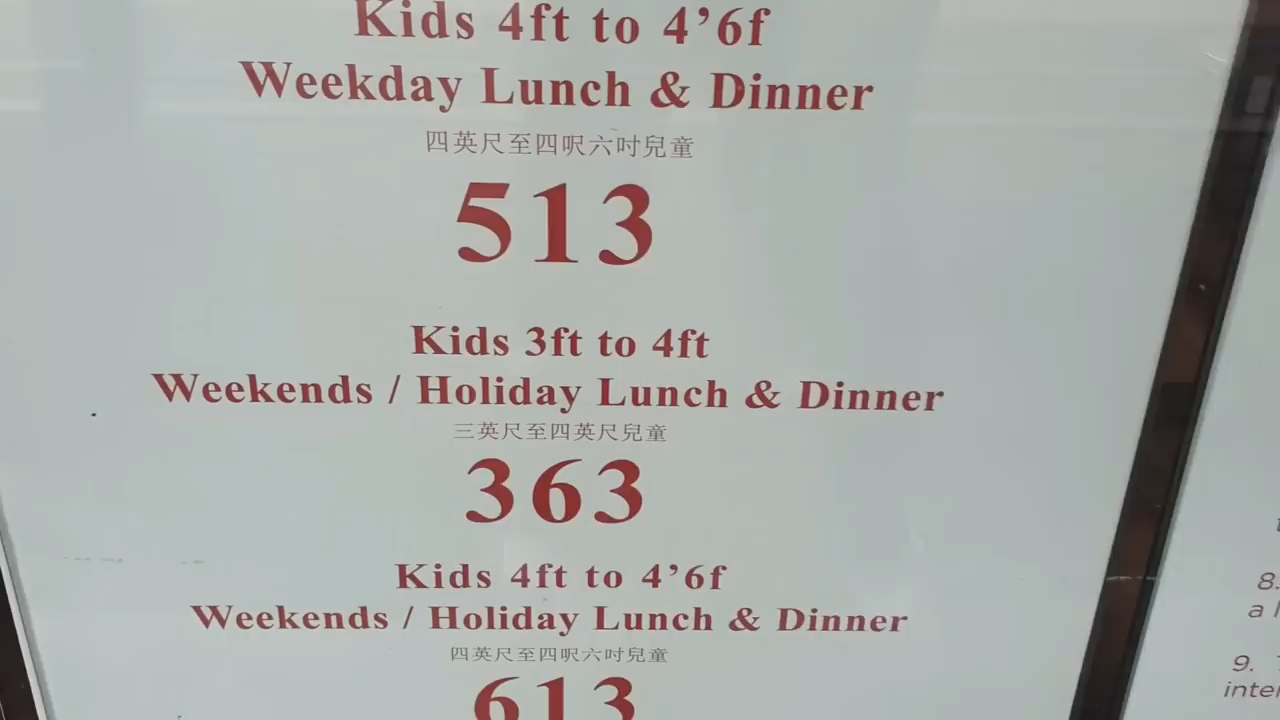 Kids 4ft to 4’6f
Weekday Lunch & Dinner
四英尺至四呎六吋兒童
513
Kids 3ft to 4ft
Weekends / Holiday Lunch & Dinner
三英尺至四英尺兒童
363
Kids 4ft to 4’6f
Weekends / Holiday Lunch & Dinner
四英尺至四呎六吋兒童
613
8.
a
9.